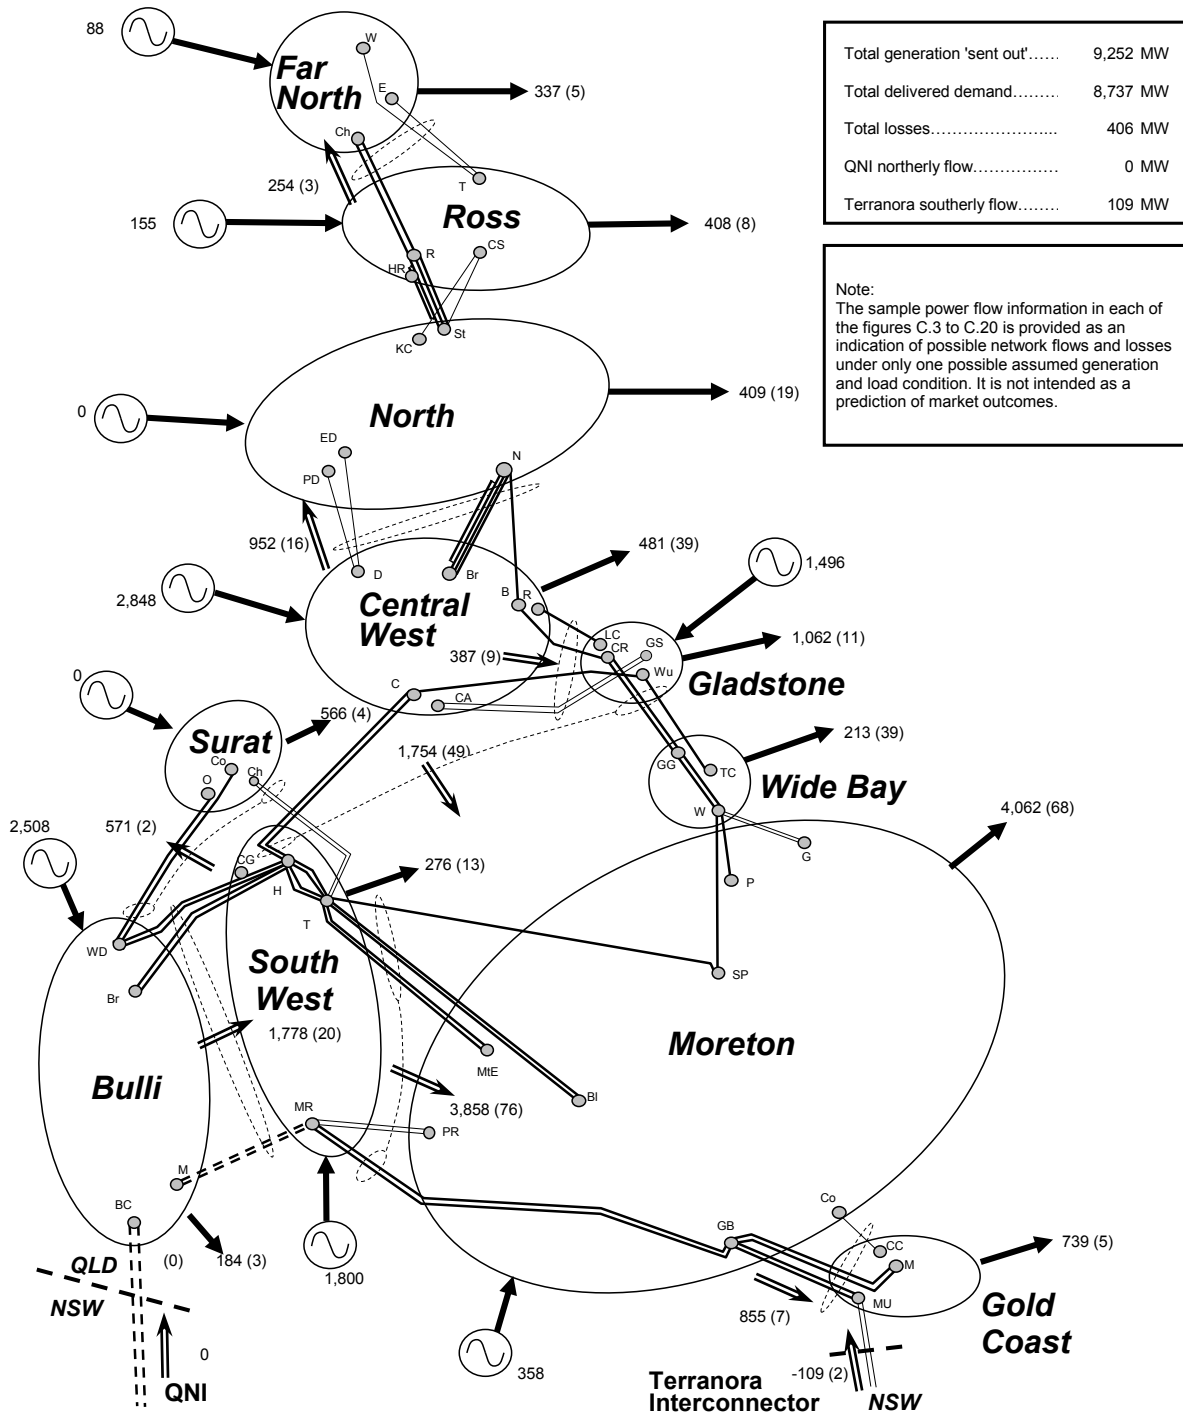 88
W
Far
North
E
337 (5)
Ch
254 (3)
T
155
Ross
408 (8)
R
CS
HR
St
KC
0
North
409 (19)
ED
PD
N
952 (16)
481 (39)
D
Br
1,496
2,848
Central
West
B
R
1,062 (11)
LC
CR
GS
387 (9)
Wu
Gladstone
C
CA
0
566 (4)
213 (39)
Surat
Co
Ch
O
1,754 (49)
GG
TC
Wide Bay
W
4,062 (68)
2,508
571 (2)
G
CG
276 (13)
P
H
T
WD
South
West
SP
Br
1,778 (20)
Moreton
MtE
Bulli
BI
MR
3,858 (76)
PR
M
BC
Co
GB
CC
739 (5)
QLD
(0)
184 (3)
M
NSW
1,800
MU
Gold
Coast
855 (7)
0
358
-109 (2)
QNI
Terranora
Interconnector
NSW
Total generation 'sent out'...... 9,252 MW
Total delivered demand......... 8,737 MW
Total losses........................ 406 MW
QNI northerly flow................ 0 MW
Terranora southerly flow........ 109 MW
Note:
The sample power flow information in each of
the figures C.3 to C.20 is provided as an
indication of possible network flows and losses
under only one possible assumed generation
and load condition. It is not intended as a
prediction of market outcomes.